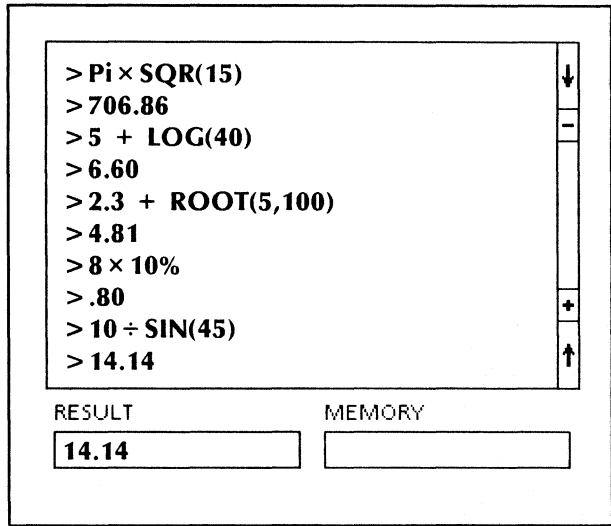 > Pi × SQR(15)
> 706.86
> 5 + LOG(40)
> 6.60
> 2.3 + ROOT(5,100)
> 4.81
> 8 × 10%
> .80
> 10 ÷ SIN(45)
> 14.14
RESULT MEMORY
14.14